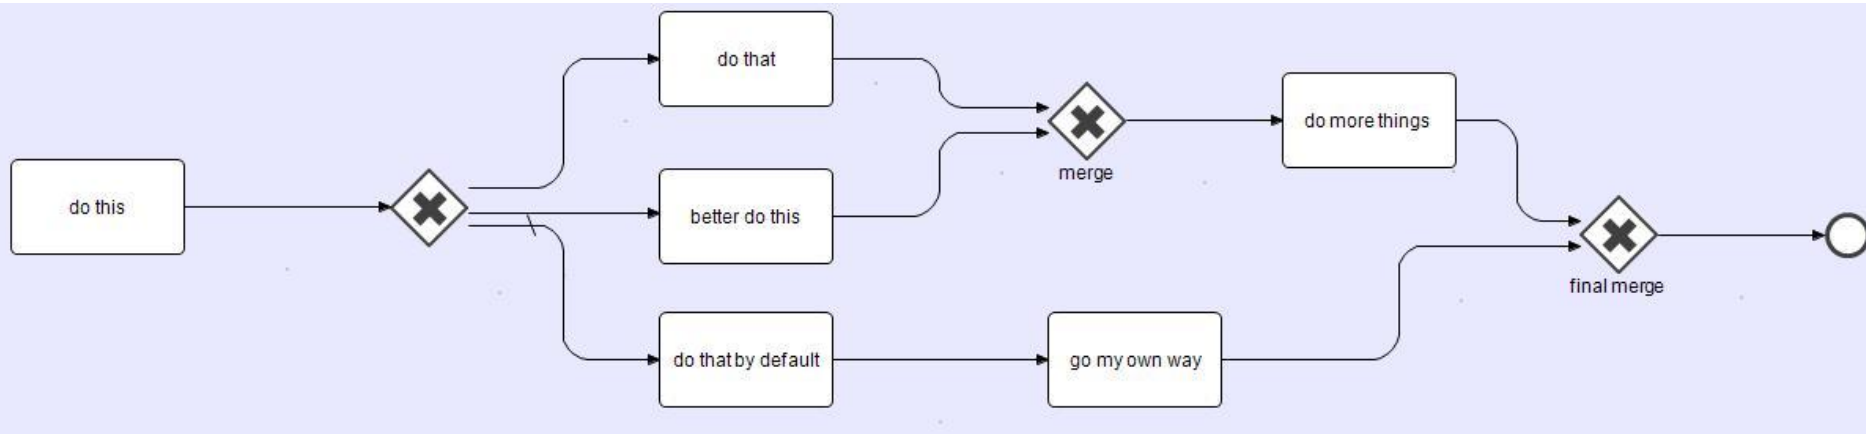 do that
do more things
merge
do this
better do this
final merge
do that by default
go my own way